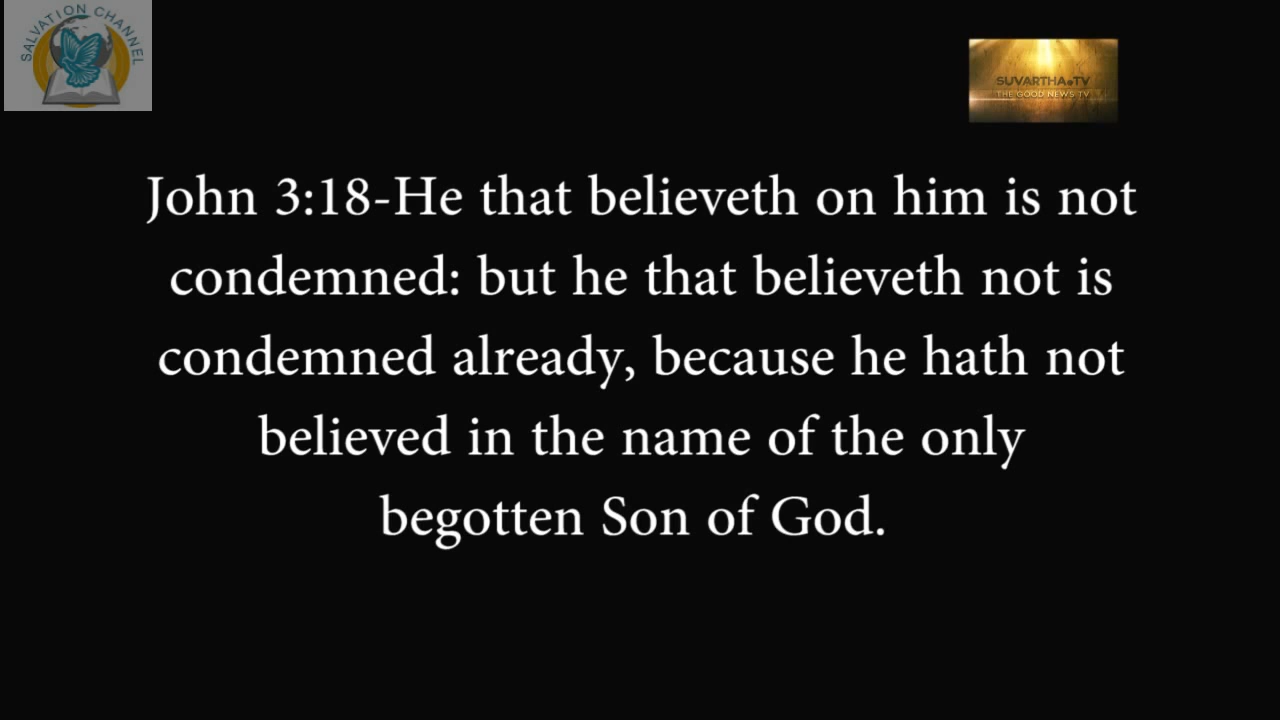 SALVATION CHANNEL
SUVARTHA.TV
THE GOOD NEWS TV
John 3:18-He that believeth on him is not
condemned: but he that believeth not is
condemned already, because he hath not
believed in the name of the only
begotten Son of God.